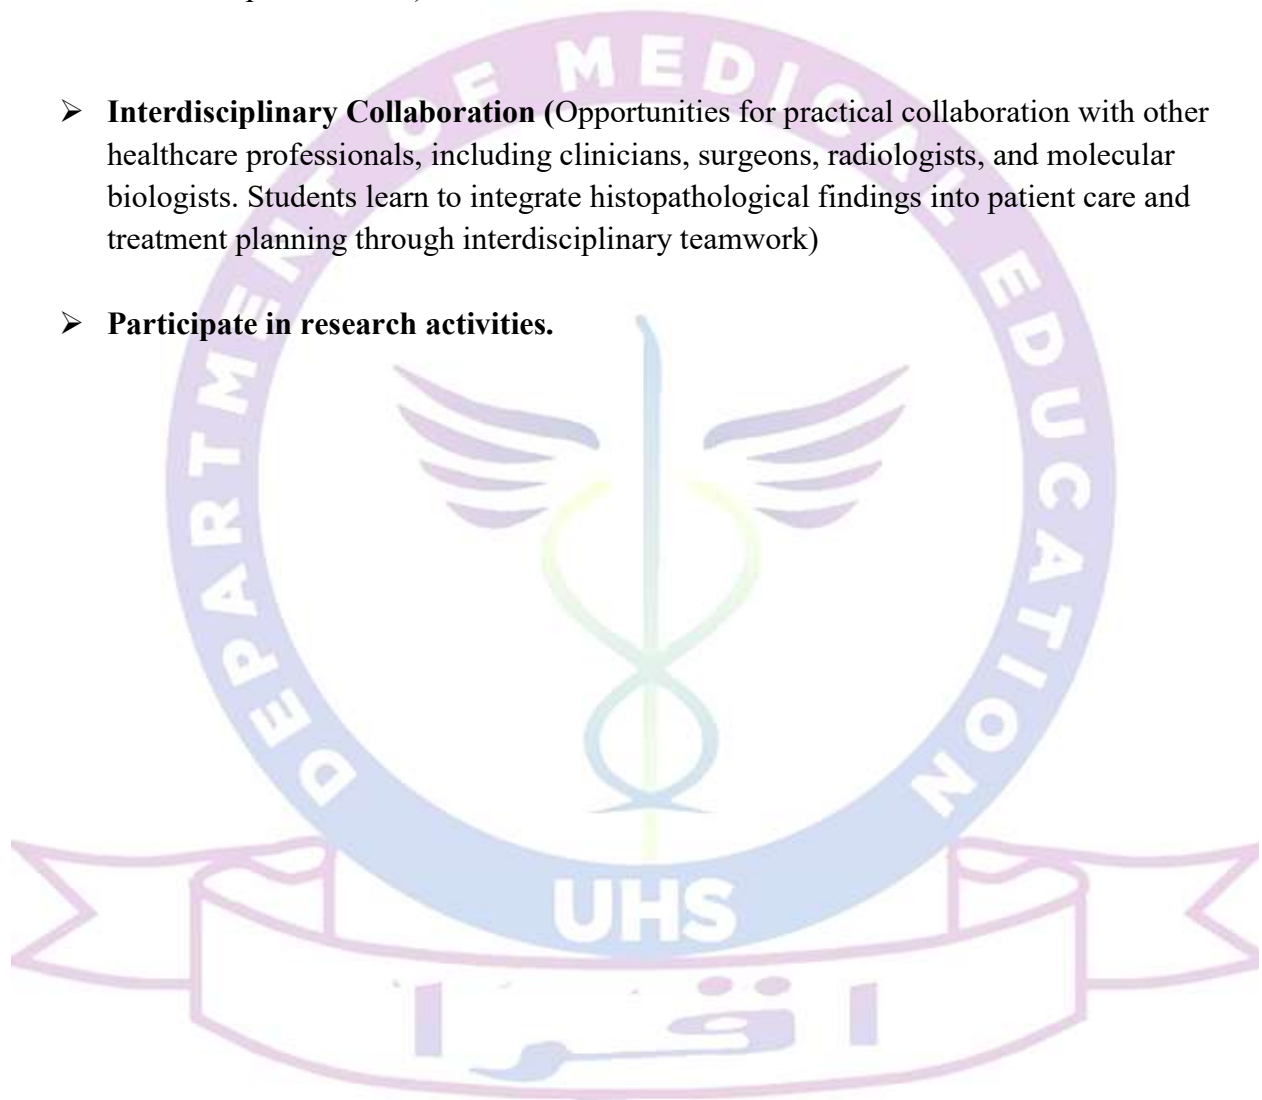 ➢ Interdisciplinary Collaboration (Opportunities for practical collaboration with other
healthcare professionals, including clinicians, surgeons, radiologists, and molecular
biologists. Students learn to integrate histopathological findings into patient care and
treatment planning through interdisciplinary teamwork)
➢ Participate in research activities.
DEPARTMENT OF MEDICAL EDUCATION
UHS
اقرا